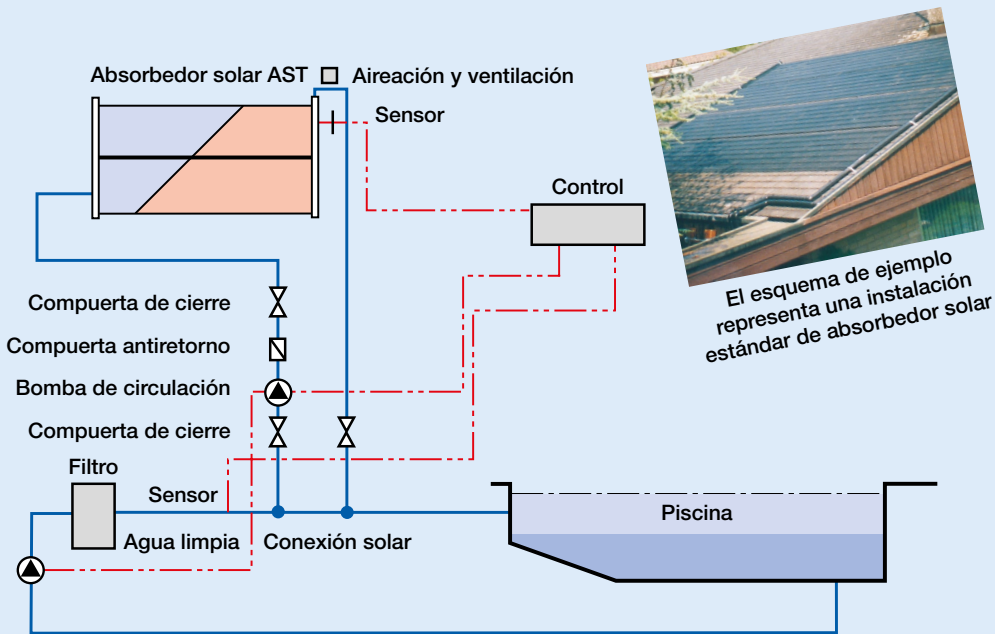 Absorbedor solar AST
Aireación y ventilación
Sensor
Control
El esquema de ejemplo
representa una instalación
estándar de absorbedor solar
Compuerta de cierre
Compuerta antiretorno
Bomba de circulación
Compuerta de cierre
Filtro
Sensor
Piscina
Agua limpia
Conexión solar